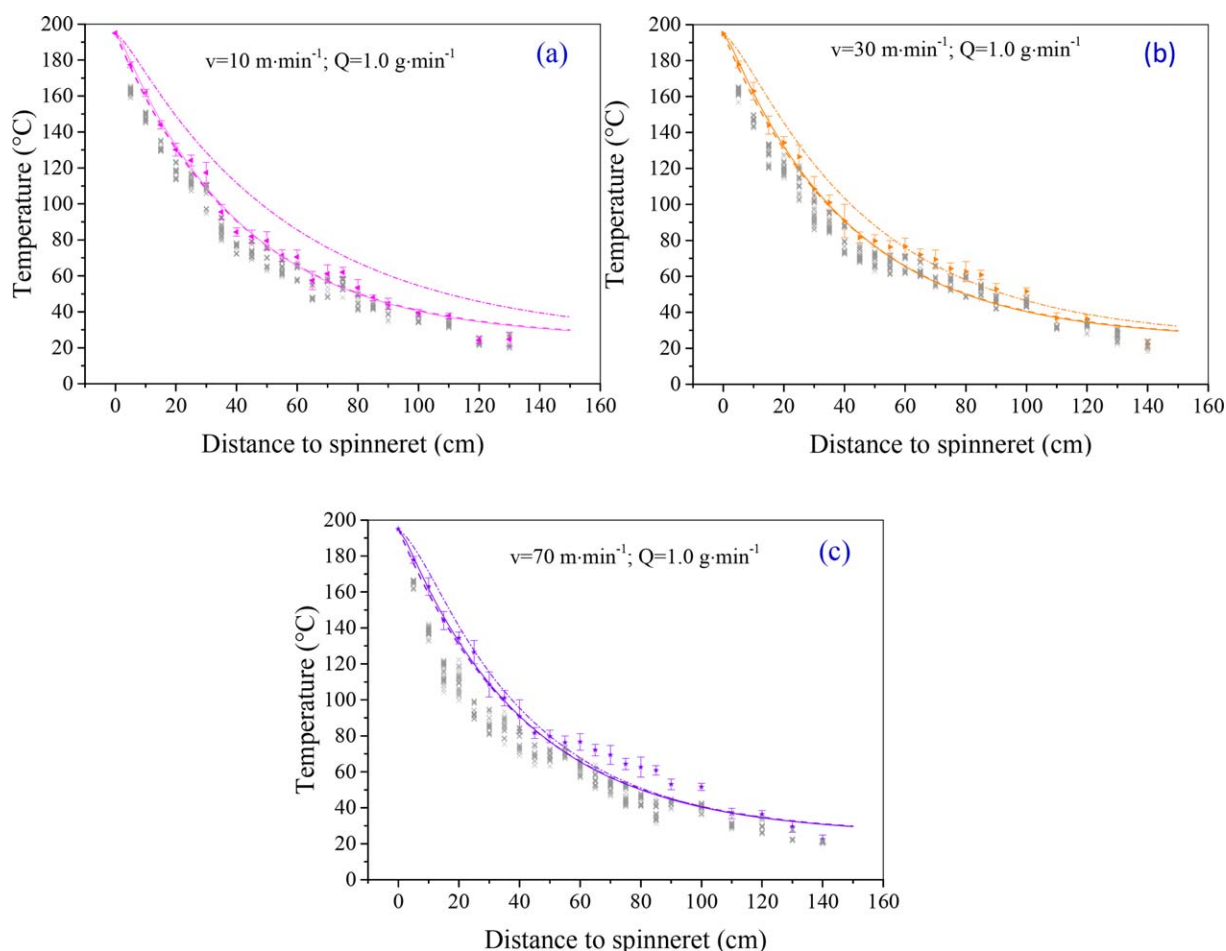 (a)
v=10 m·min⁻¹; Q=1.0 g·min⁻¹
Temperature (°C)
200
180
160
140
120
100
80
60
40
20
0
0 20 40 60 80 100 120 140 160
Distance to spinneret (cm)
(b)
v=30 m·min⁻¹; Q=1.0 g·min⁻¹
Temperature (°C)
200
180
160
140
120
100
80
60
40
20
0
0 20 40 60 80 100 120 140 160
Distance to spinneret (cm)
(c)
v=70 m·min⁻¹; Q=1.0 g·min⁻¹
Temperature (°C)
200
180
160
140
120
100
80
60
40
20
0
0 20 40 60 80 100 120 140 160
Distance to spinneret (cm)